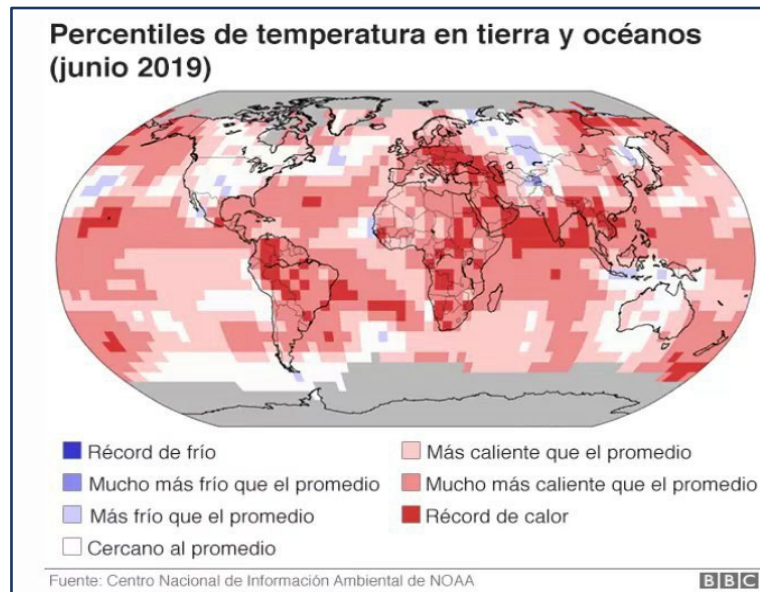 Percentiles de temperatura en tierra y océanos
(junio 2019)
Récord de frío
Mucho más frío que el promedio
Más frío que el promedio
Cercano al promedio
Más caliente que el promedio
Mucho más caliente que el promedio
Récord de calor
Fuente: Centro Nacional de Información Ambiental de NOAA
BBC